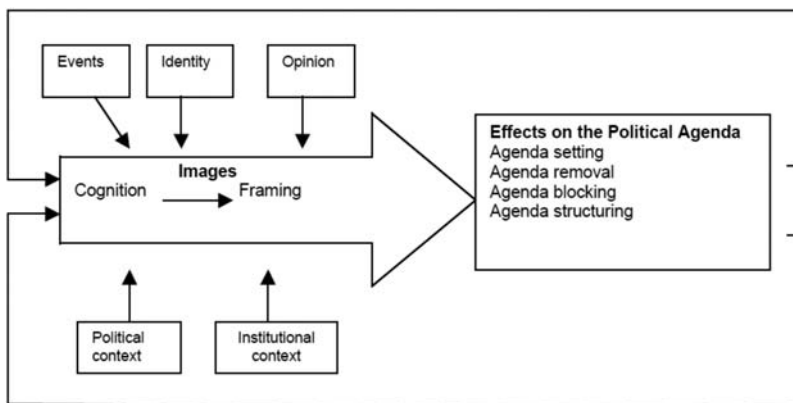 Events
Identity
Opinion
Images
Cognition
Framing
Effects on the Political Agenda
Agenda setting
Agenda removal
Agenda blocking
Agenda structuring
Political
context
Institutional
context